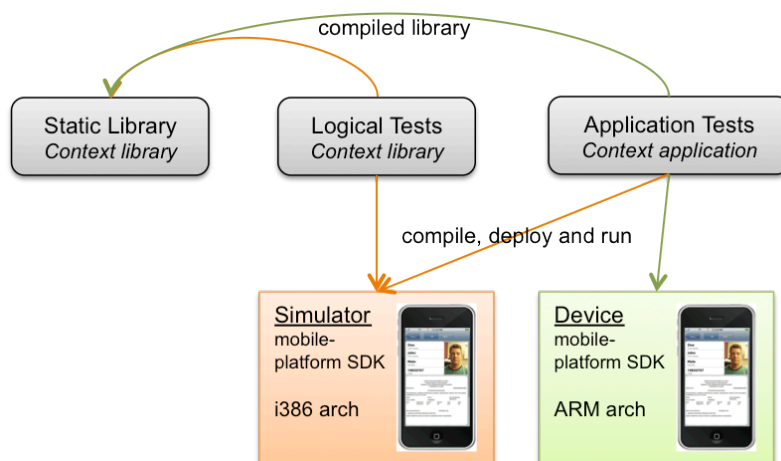 compiled library
Static Library
Context library
Logical Tests
Context library
Application Tests
Context application
compile, deploy and run
Simulator
mobile-
platform SDK
i386 arch
Device
mobile-
platform SDK
ARM arch